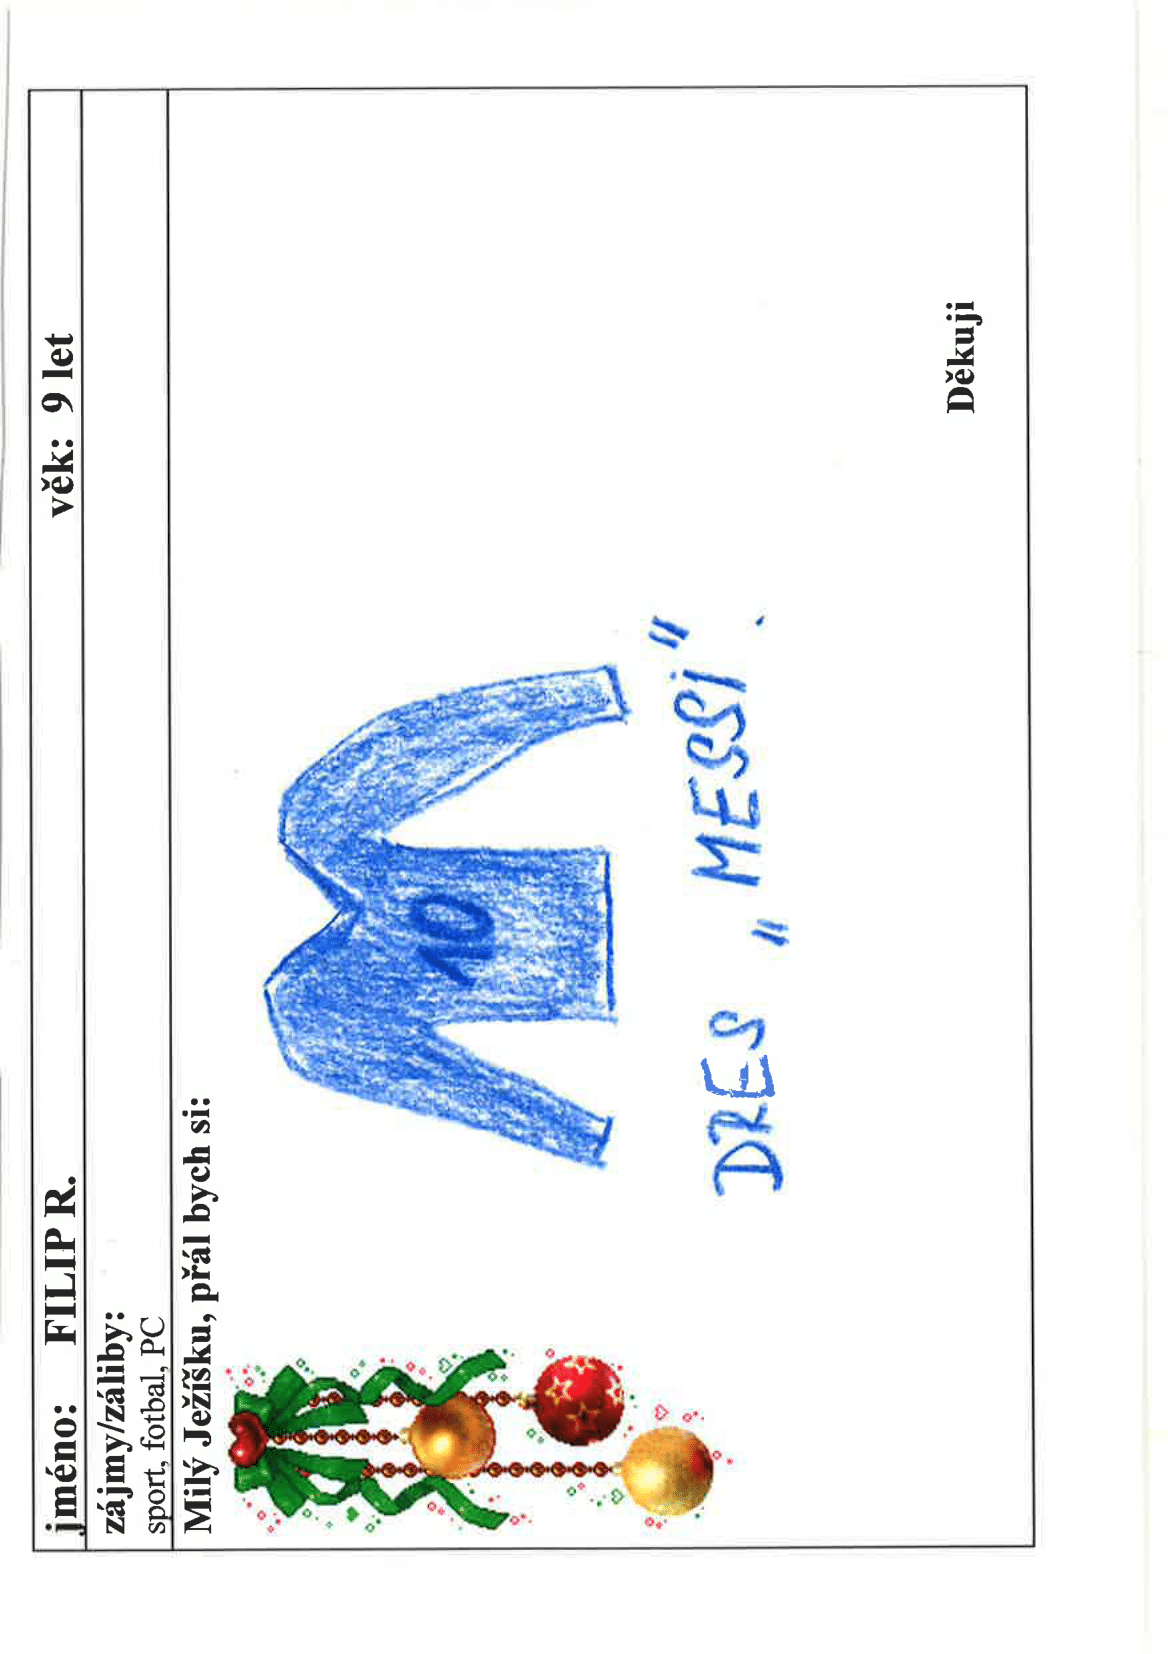 jméno: FILIP R. věk: 9 let
zájmy/záliby:
sport, fotbal, PC
Milý Ježíšku, přál bych si:
10
DRES „ MESSI“.
Děkuji